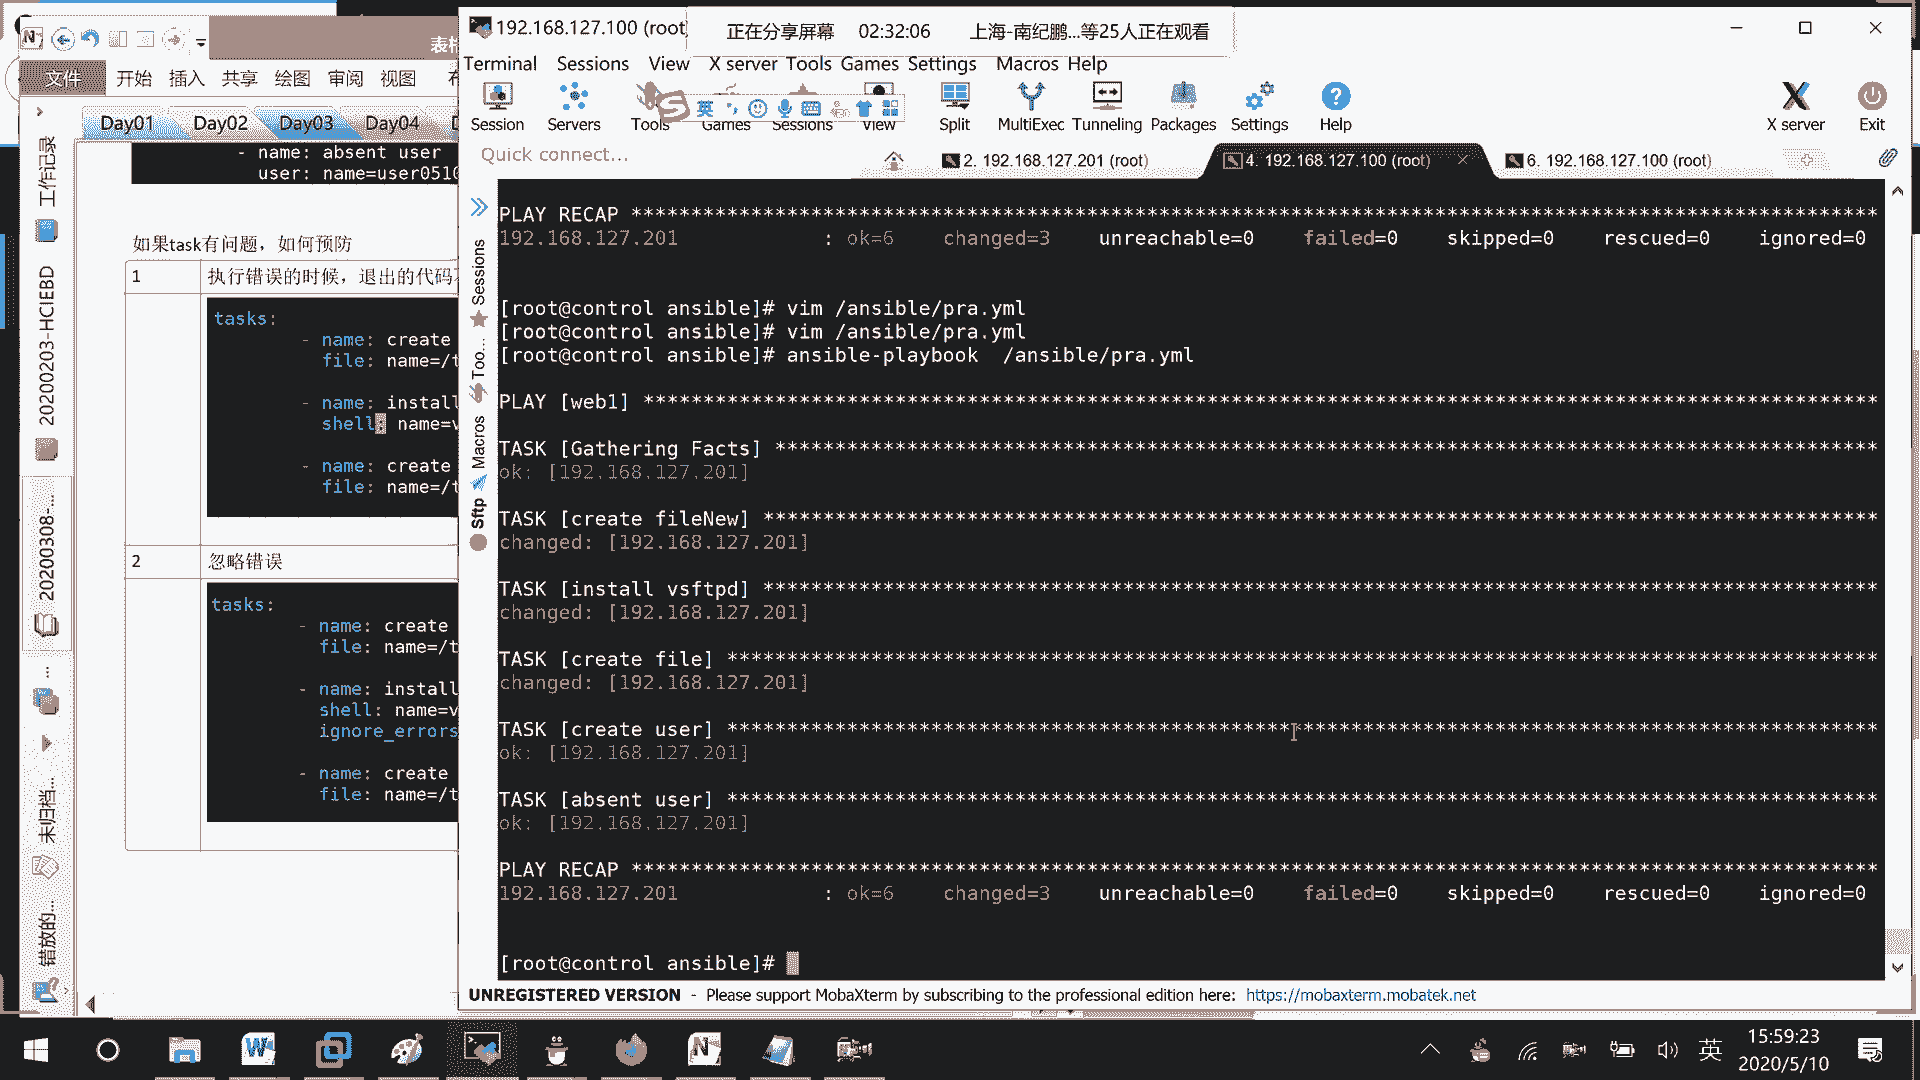 192.168.127.100 (root
正在分享屏幕 02:32:06 上海-南纪鹏...等25人正在观看
Terminal Sessions View X server Tools Games Settings Macros Help
Session Servers Tools Games Sessions View Split MultiExec Tunneling Packages Settings Help X server Exit
英
Quick connect...
2. 192.168.127.201 (root)
4. 192.168.127.100 (root)
6. 192.168.127.100 (root)
表格
文件 开始 插入 共享 绘图 审阅 视图
Day01 Day02 Day03 Day04
工作记录
20200203-HCIEBD
20200308-...
未归档...
错放的...
- name: absent user
user: name=user0510
如果task有问题，如何预防
1 执行错误的时候，退出的代码
tasks:
- name: create
file: name=/t
- name: install
shell: name=v
- name: create
file: name=/t
2 忽略错误
tasks:
- name: create
file: name=/t
- name: install
shell: name=v
ignore_errors
- name: create
file: name=/t
Sessions
Too...
Macros
Sftp
PLAY RECAP *******************************************************************************************************
192.168.127.201 : ok=6 changed=3 unreachable=0 failed=0 skipped=0 rescued=0 ignored=0
[root@control ansible]# vim /ansible/pra.yml
[root@control ansible]# vim /ansible/pra.yml
[root@control ansible]# ansible-playbook /ansible/pra.yml
PLAY [web1] ******************************************************************************************************
TASK [Gathering Facts] *******************************************************************************************
ok: [192.168.127.201]
TASK [create fileNew] ********************************************************************************************
changed: [192.168.127.201]
TASK [install vsftpd] ********************************************************************************************
changed: [192.168.127.201]
TASK [create file] ***********************************************************************************************
changed: [192.168.127.201]
TASK [create user] ***********************************************************************************************
ok: [192.168.127.201]
TASK [absent user] ***********************************************************************************************
ok: [192.168.127.201]
PLAY RECAP *******************************************************************************************************
192.168.127.201 : ok=6 changed=3 unreachable=0 failed=0 skipped=0 rescued=0 ignored=0
[root@control ansible]#
UNREGISTERED VERSION - Please support MobaXterm by subscribing to the professional edition here: https://mobaxterm.mobatek.net
英
15:59:23
2020/5/10